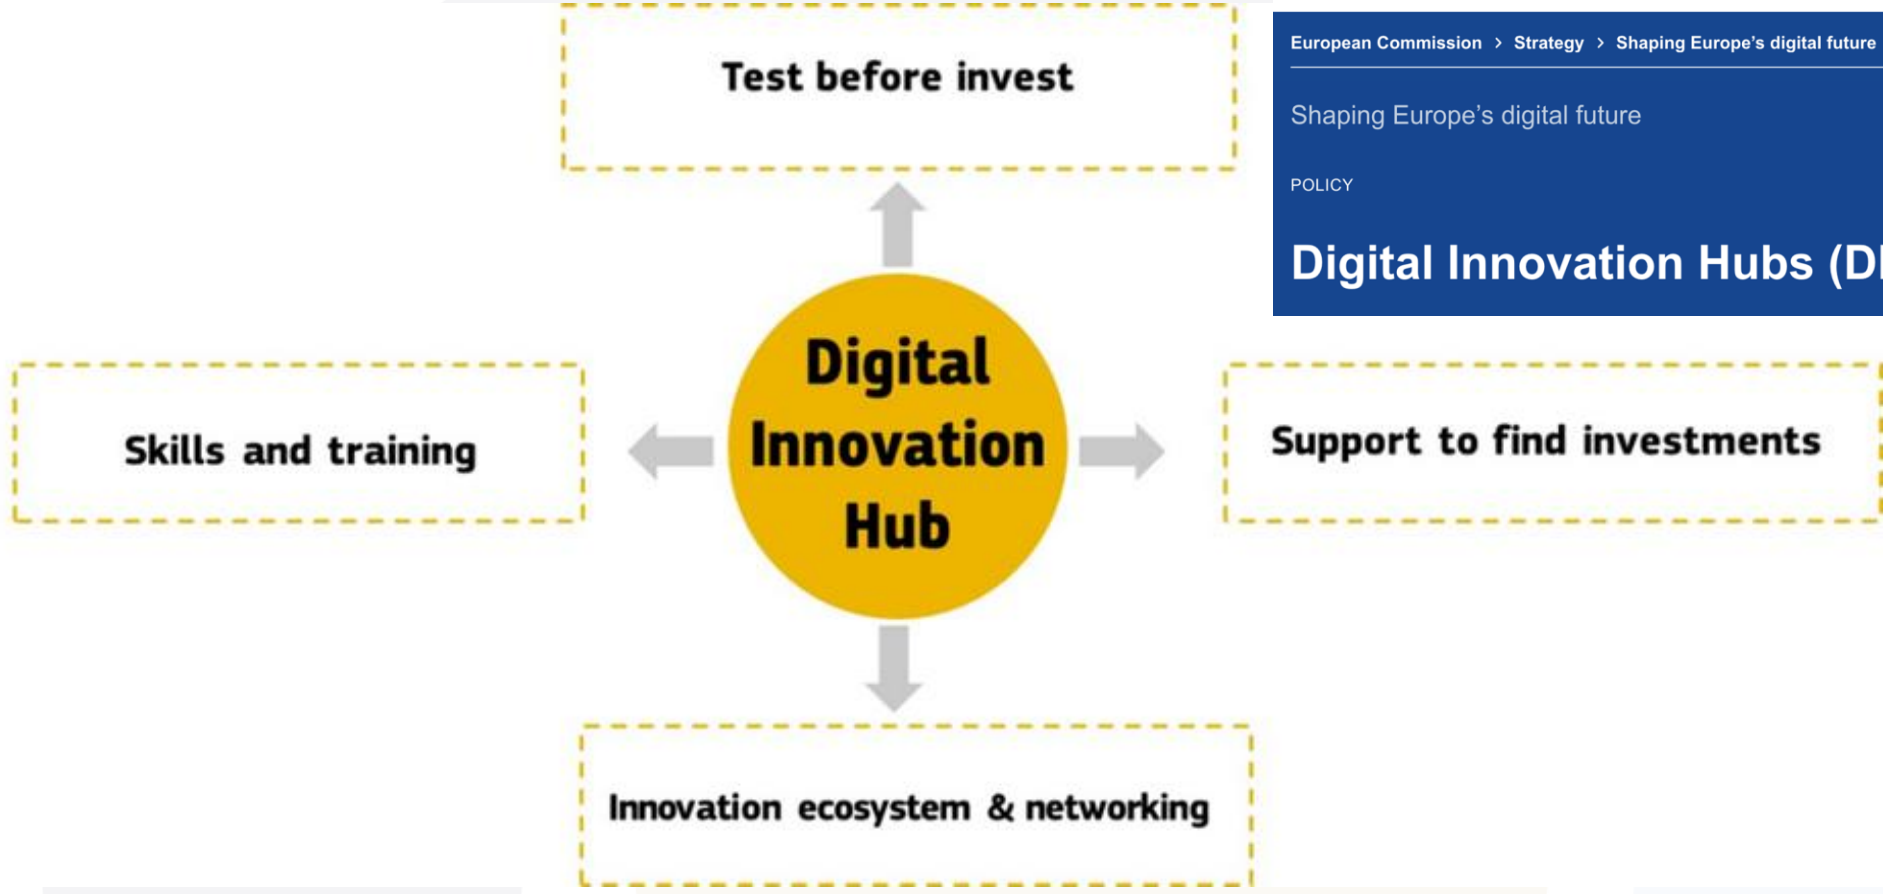 Test before invest
European Commission > Strategy > Shaping Europe's digital future
Shaping Europe's digital future
POLICY
Digital Innovation Hubs (DI
Digital
Innovation
Hub
Skills and training
Support to find investments
Innovation ecosystem & networking